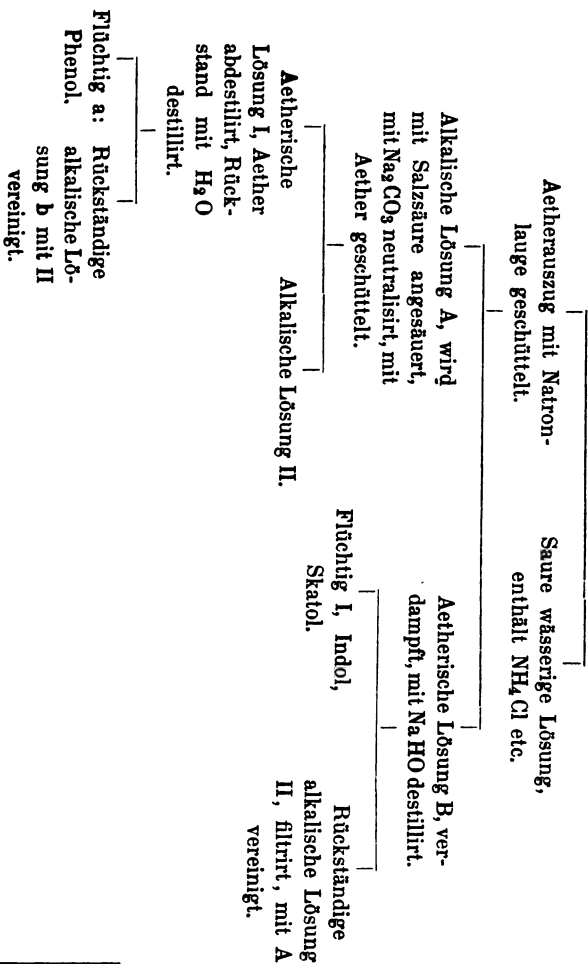 Aetherauszug mit Natron-
lauge geschüttelt.
Saure wässerige Lösung,
enthält NH₄Cl etc.
Alkalische Lösung A, wird
mit Salzsäure angesäuert,
mit Na₂CO₃ neutralisirt, mit
Aether geschüttelt.
Aetherische Lösung B, ver-
dampft, mit NaHO destillirt.
Aetherische
Lösung I, Aether
abdestilirt, Rück-
stand mit H₂O
destillirt.
Alkalische Lösung II.
Flüchtig I, Indol,
Skatol.
Rückständige
alkalische Lösung
II, filtrirt, mit A
vereinigt.
Flüchtig a:
Phenol.
Rückständige
alkalische Lö-
sung b mit II
vereinigt.